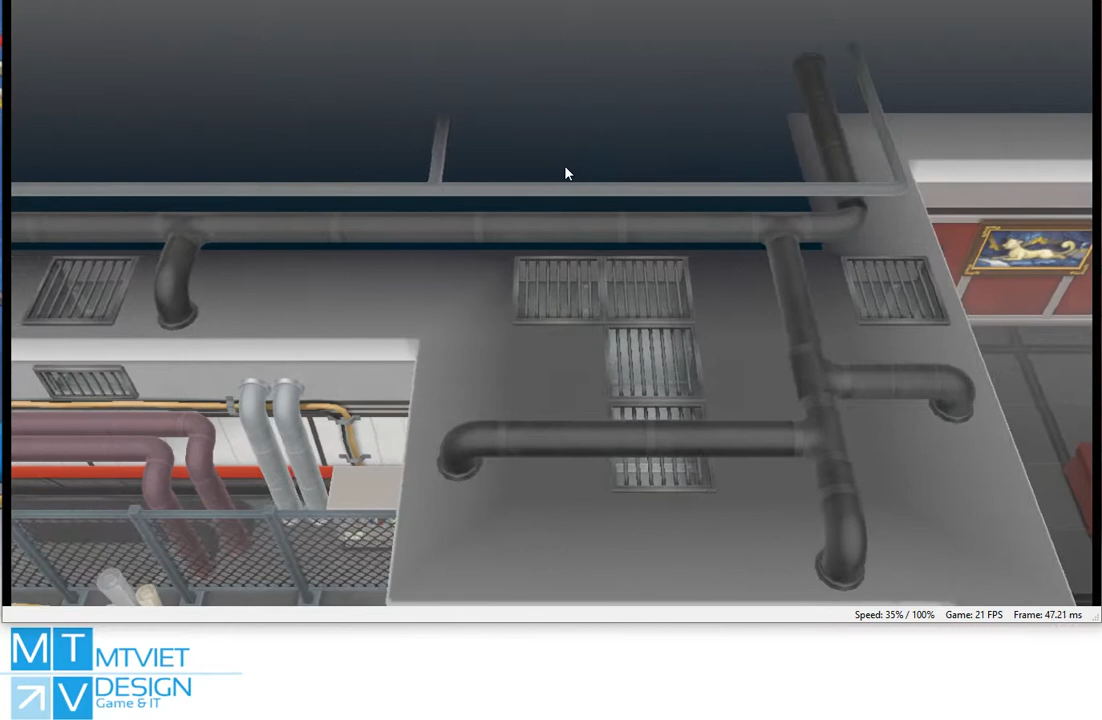 Speed: 35% / 100% Game: 21 FPS Frame: 47.21 ms
MT MTVIET
V DESIGN
Game & IT